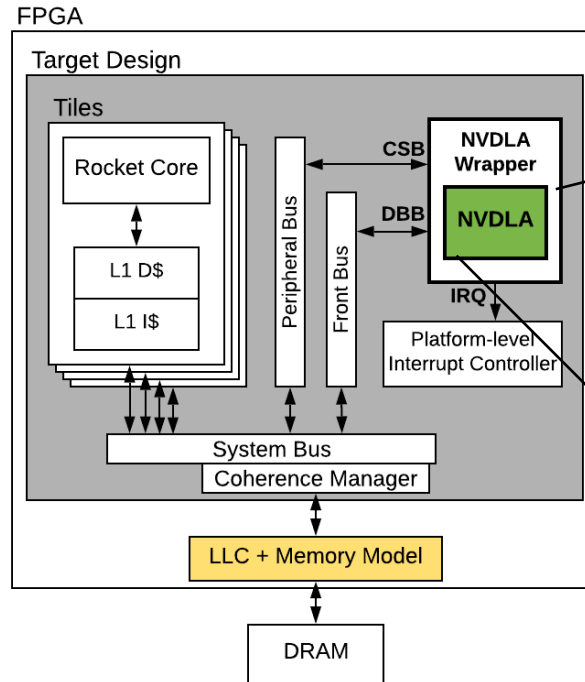 FPGA
Target Design
Tiles
Rocket Core
L1 D$
L1 I$
Peripheral Bus
Front Bus
CSB
DBB
NVDLA
Wrapper
NVDLA
IRQ
Platform-level
Interrupt Controller
System Bus
Coherence Manager
LLC + Memory Model
DRAM